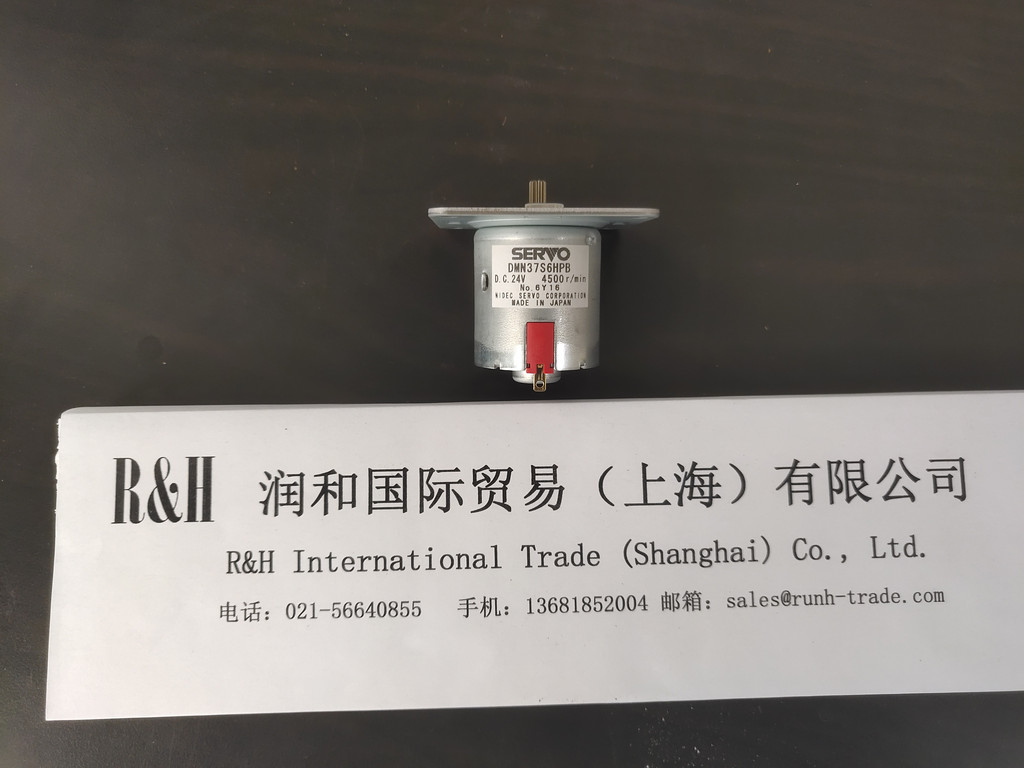 SERVO
DMN37S6HPB
D.C.24V 4500r/min
No.6Y16
NIDEC SERVO CORPORATION
MADE IN JAPAN
R&H 润和国际贸易（上海）有限公司
R&H International Trade (Shanghai) Co., Ltd.
电话：021-56640855 手机：13681852004 邮箱：sales@runh-trade.com